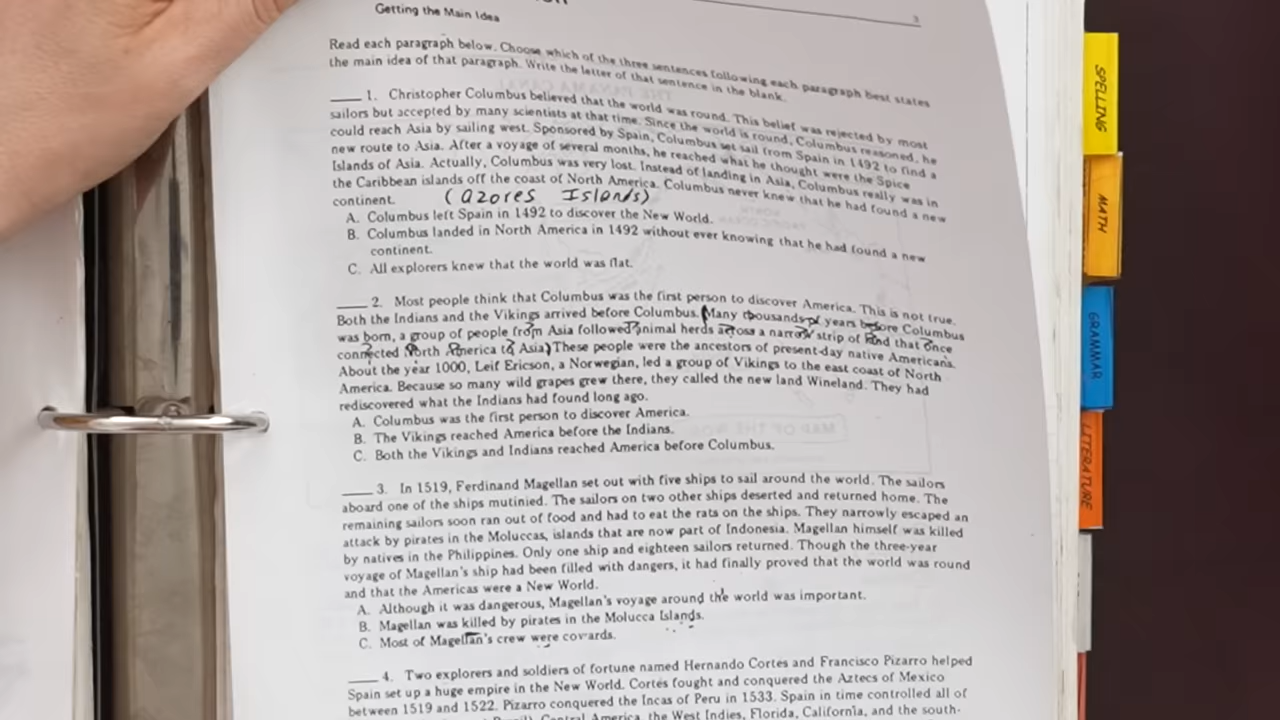 3
Getting the Main Idea
Read each paragraph below. Choose which of the three sentences following each paragraph best states
the main idea of that paragraph. Write the letter of that sentence in the blank.
____ 1. Christopher Columbus believed that the world was round. This belief was rejected by most
sailors but accepted by many scientists at that time. Since the world is round, Columbus reasoned, he
could reach Asia by sailing west. Sponsored by Spain, Columbus set sail from Spain in 1492 to find a
new route to Asia. After a voyage of several months, he reached what he thought were the Spice
Islands of Asia. Actually, Columbus was very lost. Instead of landing in Asia, Columbus really was in
the Caribbean islands off the coast of North America. Columbus never knew that he had found a new
continent. (azores Islands)
A. Columbus left Spain in 1492 to discover the New World.
B. Columbus landed in North America in 1492 without ever knowing that he had found a new
continent.
C. All explorers knew that the world was flat.
____ 2. Most people think that Columbus was the first person to discover America. This is not true.
Both the Indians and the Vikings arrived before Columbus. (Many thousands of years before Columbus
was born, a group of people from Asia followed animal herds across a narrow strip of land that once
connected North America to Asia) These people were the ancestors of present-day native Americans.
About the year 1000, Leif Ericson, a Norwegian, led a group of Vikings to the east coast of North
America. Because so many wild grapes grew there, they called the new land Wineland. They had
rediscovered what the Indians had found long ago.
A. Columbus was the first person to discover America.
B. The Vikings reached America before the Indians.
C. Both the Vikings and Indians reached America before Columbus.
____ 3. In 1519, Ferdinand Magellan set out with five ships to sail around the world. The sailors
aboard one of the ships mutinied. The sailors on two other ships deserted and returned home. The
remaining sailors soon ran out of food and had to eat the rats on the ships. They narrowly escaped an
attack by pirates in the Moluccas, islands that are now part of Indonesia. Magellan himself was killed
by natives in the Philippines. Only one ship and eighteen sailors returned. Though the three-year
voyage of Magellan's ship had been filled with dangers, it had finally proved that the world was round
and that the Americas were a New World.
A. Although it was dangerous, Magellan's voyage around the world was important.
B. Magellan was killed by pirates in the Molucca Islands.
C. Most of Magellan's crew were cowards.
____ 4. Two explorers and soldiers of fortune named Hernando Cortes and Francisco Pizarro helped
Spain set up a huge empire in the New World. Cortes fought and conquered the Aztecs of Mexico
between 1519 and 1522. Pizarro conquered the Incas of Peru in 1533. Spain in time controlled all of
Central America, the West Indies, Florida, California, and the south-
SPELLING
MATH
GRAMMAR
LITERATURE